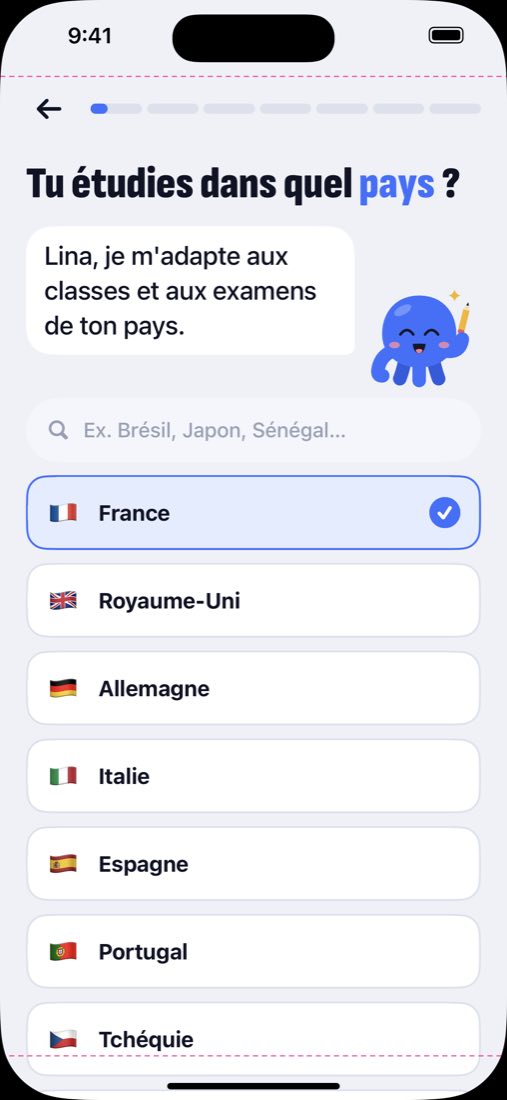 9:41
Tu étudies dans quel pays ?
Lina, je m'adapte aux
classes et aux examens
de ton pays.
Ex. Brésil, Japon, Sénégal...
France
Royaume-Uni
Allemagne
Italie
Espagne
Portugal
Tchéquie